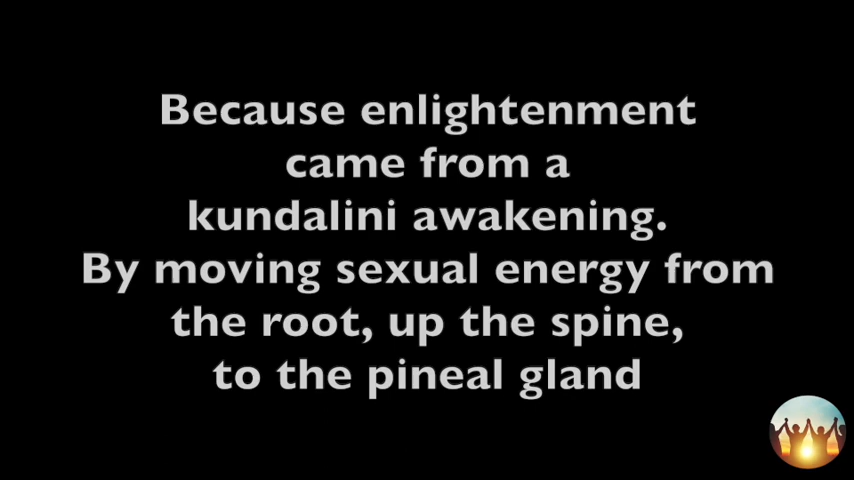 Because enlightenment
came from a
kundalini awakening.
By moving sexual energy from
the root, up the spine,
to the pineal gland